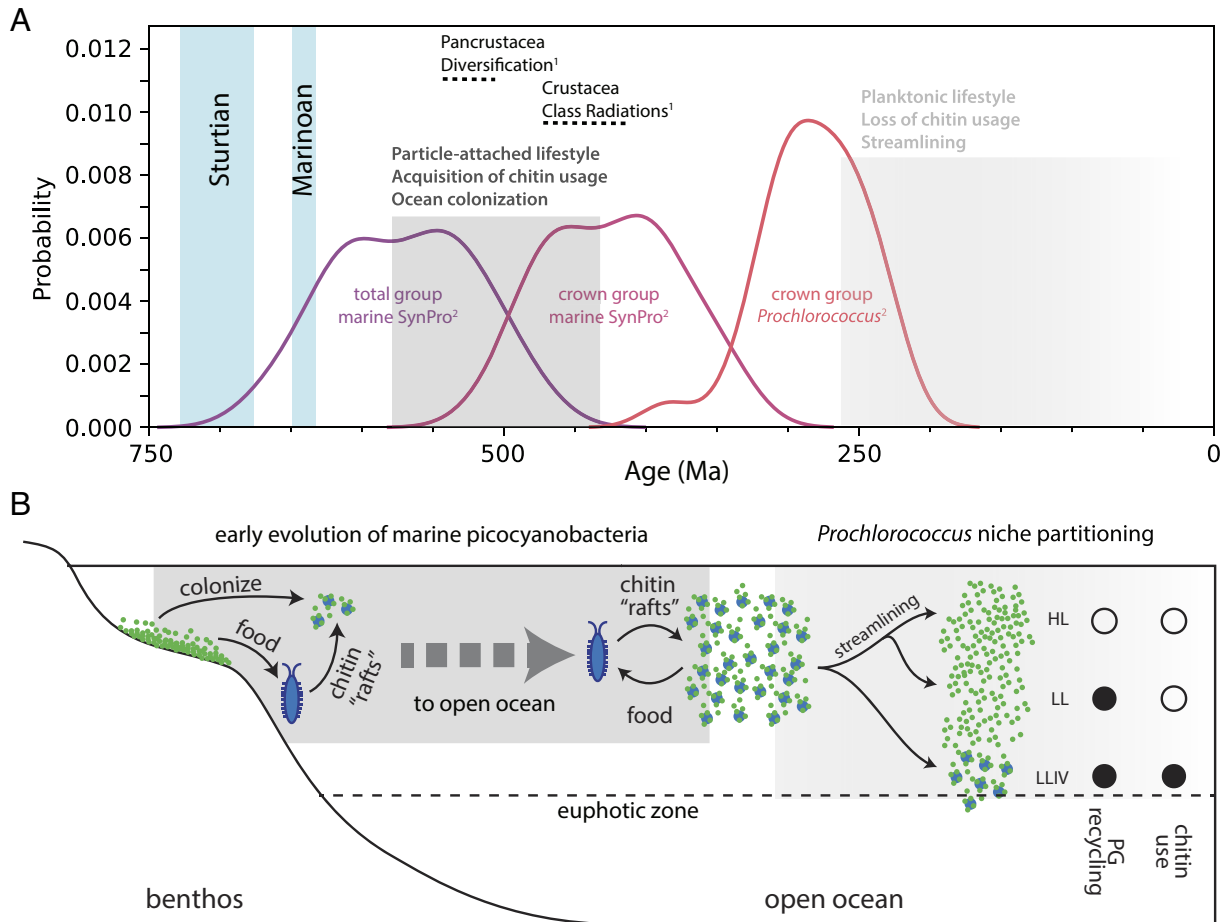 A
Probability
0.012
0.010
0.008
0.006
0.004
0.002
0.000
Sturtian
Marinoan
Pancrustacea
Diversification¹
Crustacea
Class Radiations¹
Particle-attached lifestyle
Acquisition of chitin usage
Ocean colonization
Planktonic lifestyle
Loss of chitin usage
Streamlining
total group
marine SynPro²
crown group
marine SynPro²
crown group
Prochlorococcus²
750
500
250
0
Age (Ma)
B
early evolution of marine picocyanobacteria
Prochlorococcus niche partitioning
colonize
food
chitin
"rafts"
to open ocean
chitin
"rafts"
food
streamlining
HL
LL
LLIV
euphotic zone
PG
recycling
chitin
use
benthos
open ocean